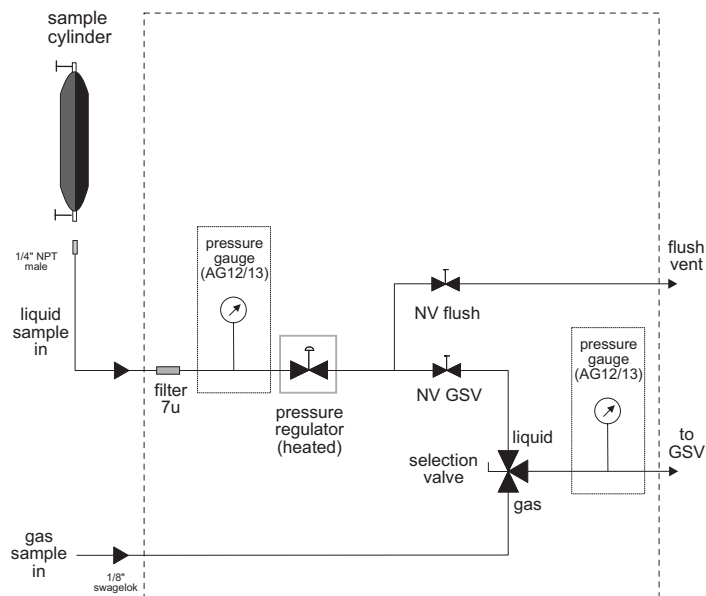 sample
cylinder
1/4" NPT
male
liquid
sample
in
filter
7u
pressure
gauge
(AG12/13)
pressure
regulator
(heated)
NV flush
flush
vent
NV GSV
pressure
gauge
(AG12/13)
liquid
selection
valve
gas
to
GSV
gas
sample
in
1/8"
swagelok